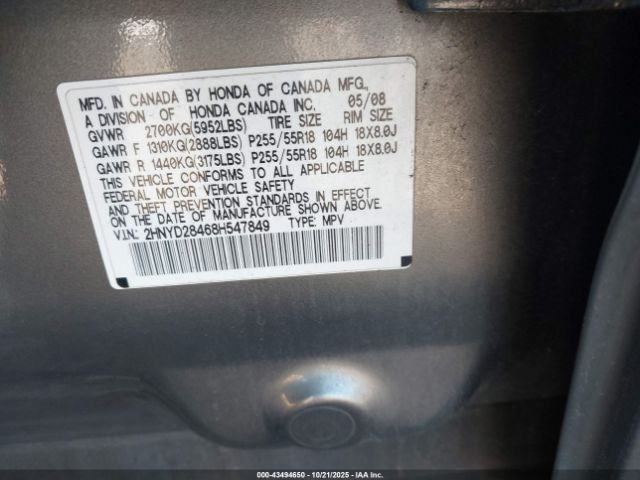 MFD. IN CANADA BY HONDA OF CANADA MFG.,
A DIVISION OF HONDA CANADA INC. 05/08
GVWR 2700KG(5952LBS) TIRE SIZE RIM SIZE
GAWR F 1310KG(2888LBS) P255/55R18 104H 18X8.0J
GAWR R 1440KG(3175LBS) P255/55R18 104H 18X8.0J
THIS VEHICLE CONFORMS TO ALL APPLICABLE
FEDERAL MOTOR VEHICLE SAFETY
AND THEFT PREVENTION STANDARDS IN EFFECT
ON THE DATE OF MANUFACTURE SHOWN ABOVE.
V.I.N.: 2HNYD28468H547849 TYPE: MPV
000-43494650 - 10/21/2025 - IAA Inc.